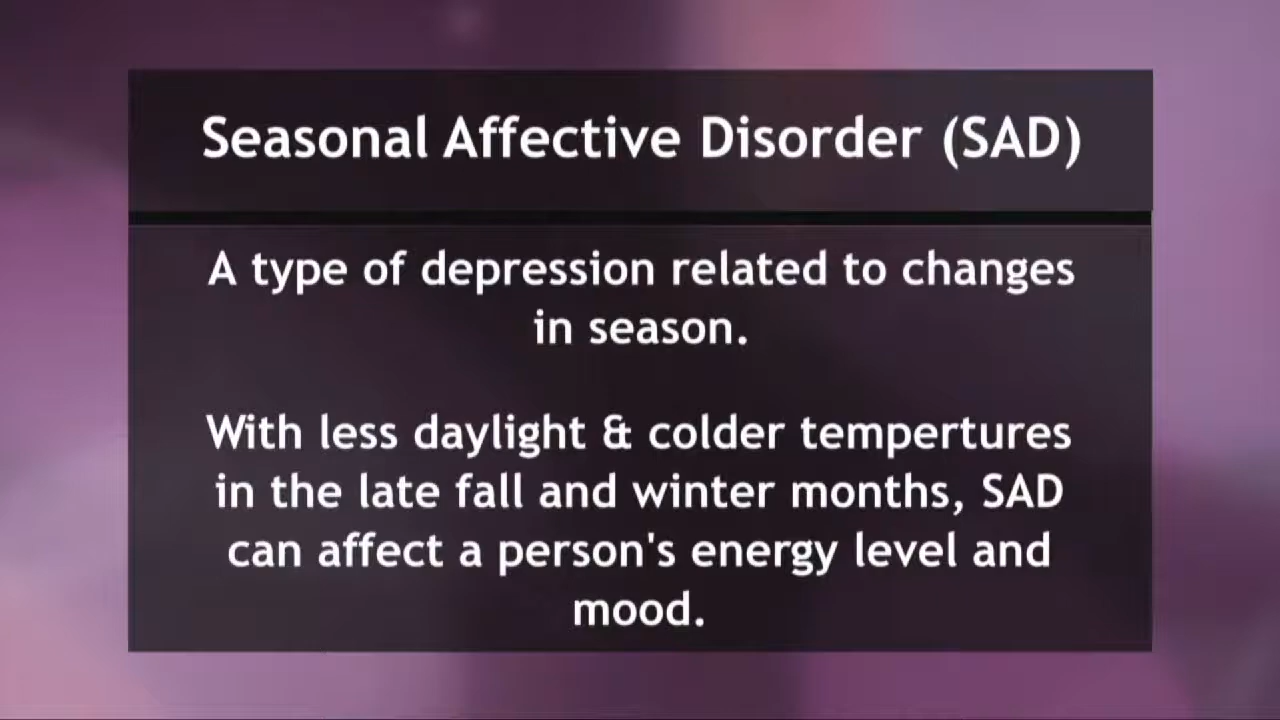 Seasonal Affective Disorder (SAD)
A type of depression related to changes
in season.
With less daylight & colder tempertures
in the late fall and winter months, SAD
can affect a person's energy level and
mood.